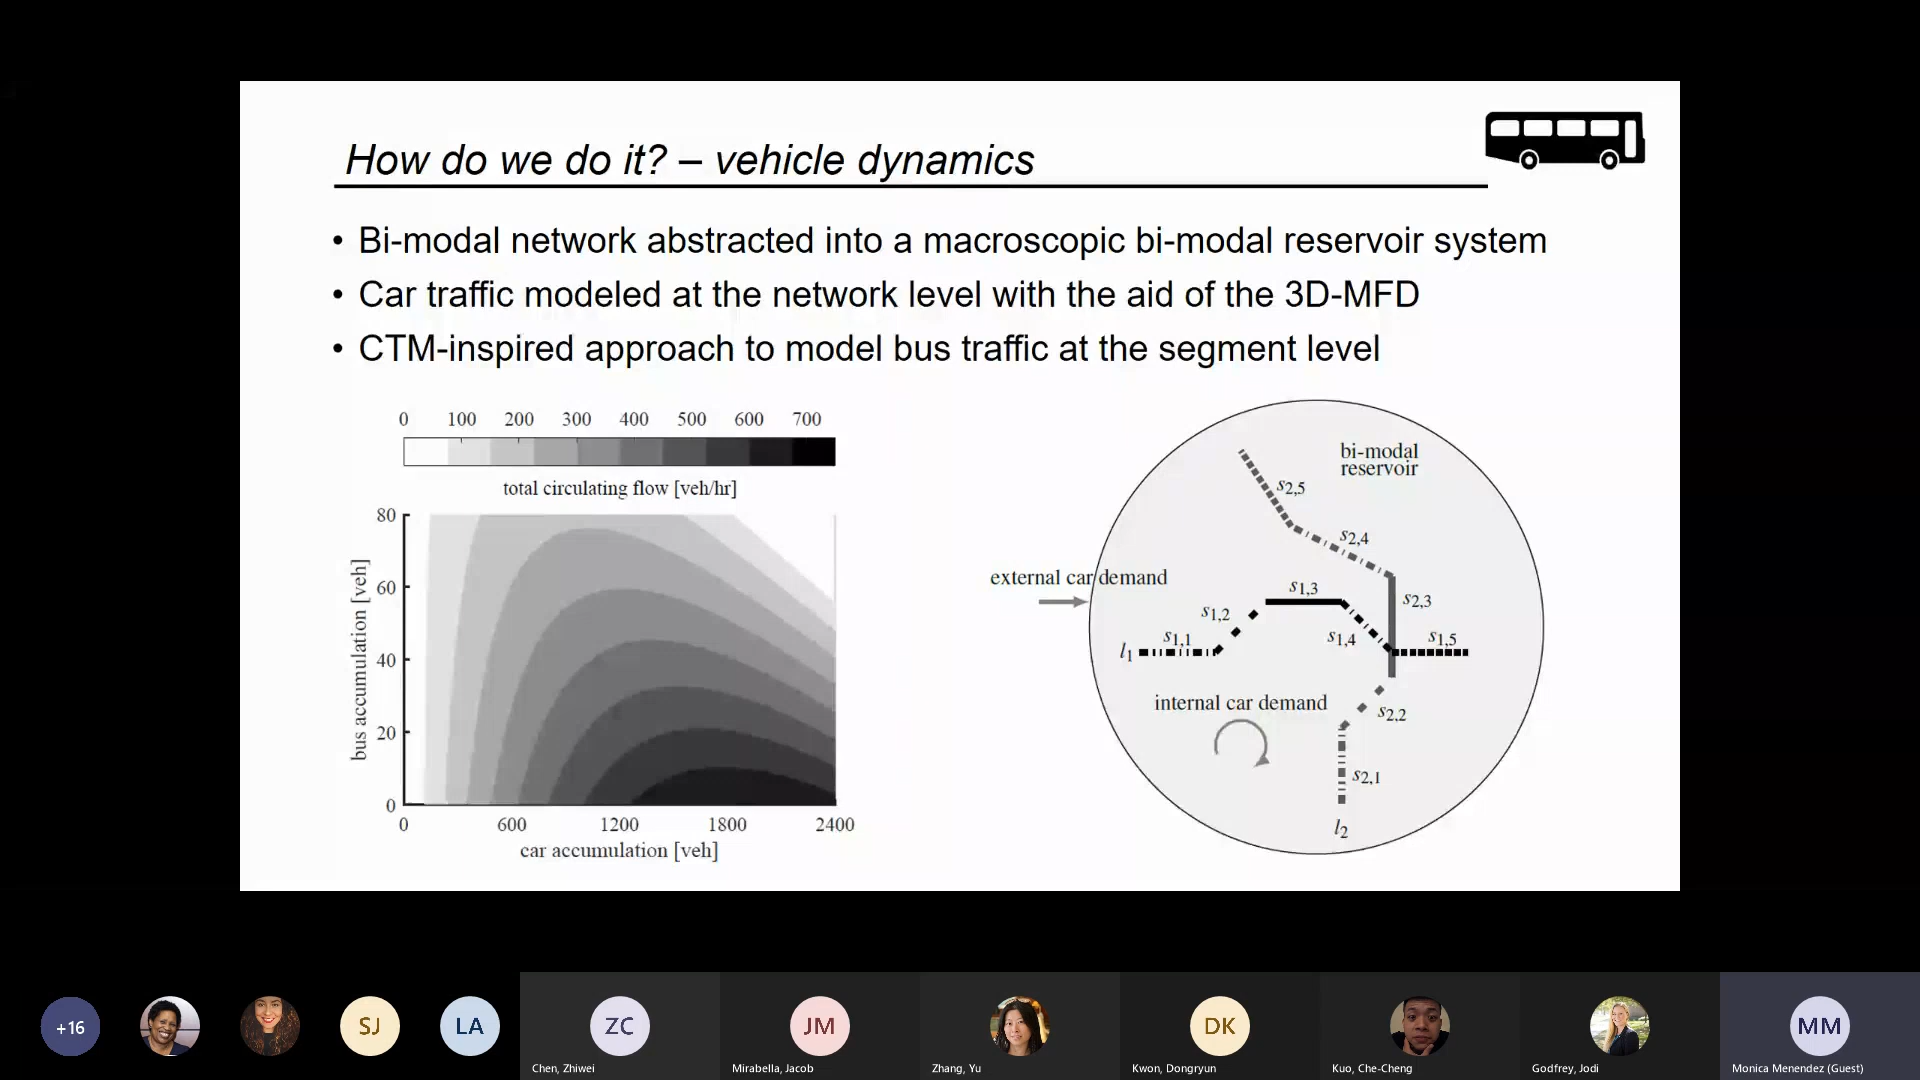 How do we do it? – vehicle dynamics
• Bi-modal network abstracted into a macroscopic bi-modal reservoir system
• Car traffic modeled at the network level with the aid of the 3D-MFD
• CTM-inspired approach to model bus traffic at the segment level
0 100 200 300 400 500 600 700
total circulating flow [veh/hr]
80
60
40
20
0
bus accumulation [veh]
0 600 1200 1800 2400
car accumulation [veh]
bi-modal
reservoir
s2,5
s2,4
external car demand
s1,3
s2,3
s1,2
s1,1
s1,4
s1,5
l1
internal car demand
s2,2
s2,1
l2
+16
SJ
LA
ZC
JM
DK
MM
Chen, Zhiwei
Mirabella, Jacob
Zhang, Yu
Kwon, Dongryun
Kuo, Che-Cheng
Godfrey, Jodi
Monica Menendez (Guest)